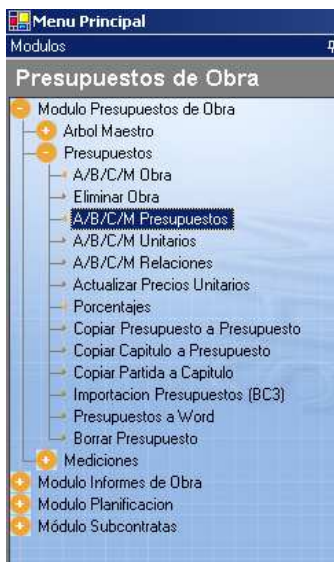 Menu Principal
Modulos
Presupuestos de Obra
Modulo Presupuestos de Obra
Arbol Maestro
Presupuestos
A/B/C/M Obra
Eliminar Obra
A/B/C/M Presupuestos
A/B/C/M Unitarios
A/B/C/M Relaciones
Actualizar Precios Unitarios
Porcentajes
Copiar Presupuesto a Presupuesto
Copiar Capitulo a Presupuesto
Copiar Partida a Capitulo
Importacion Presupuestos (BC3)
Presupuestos a Word
Borrar Presupuesto
Mediciones
Modulo Informes de Obra
Modulo Planificacion
Módulo Subcontratas